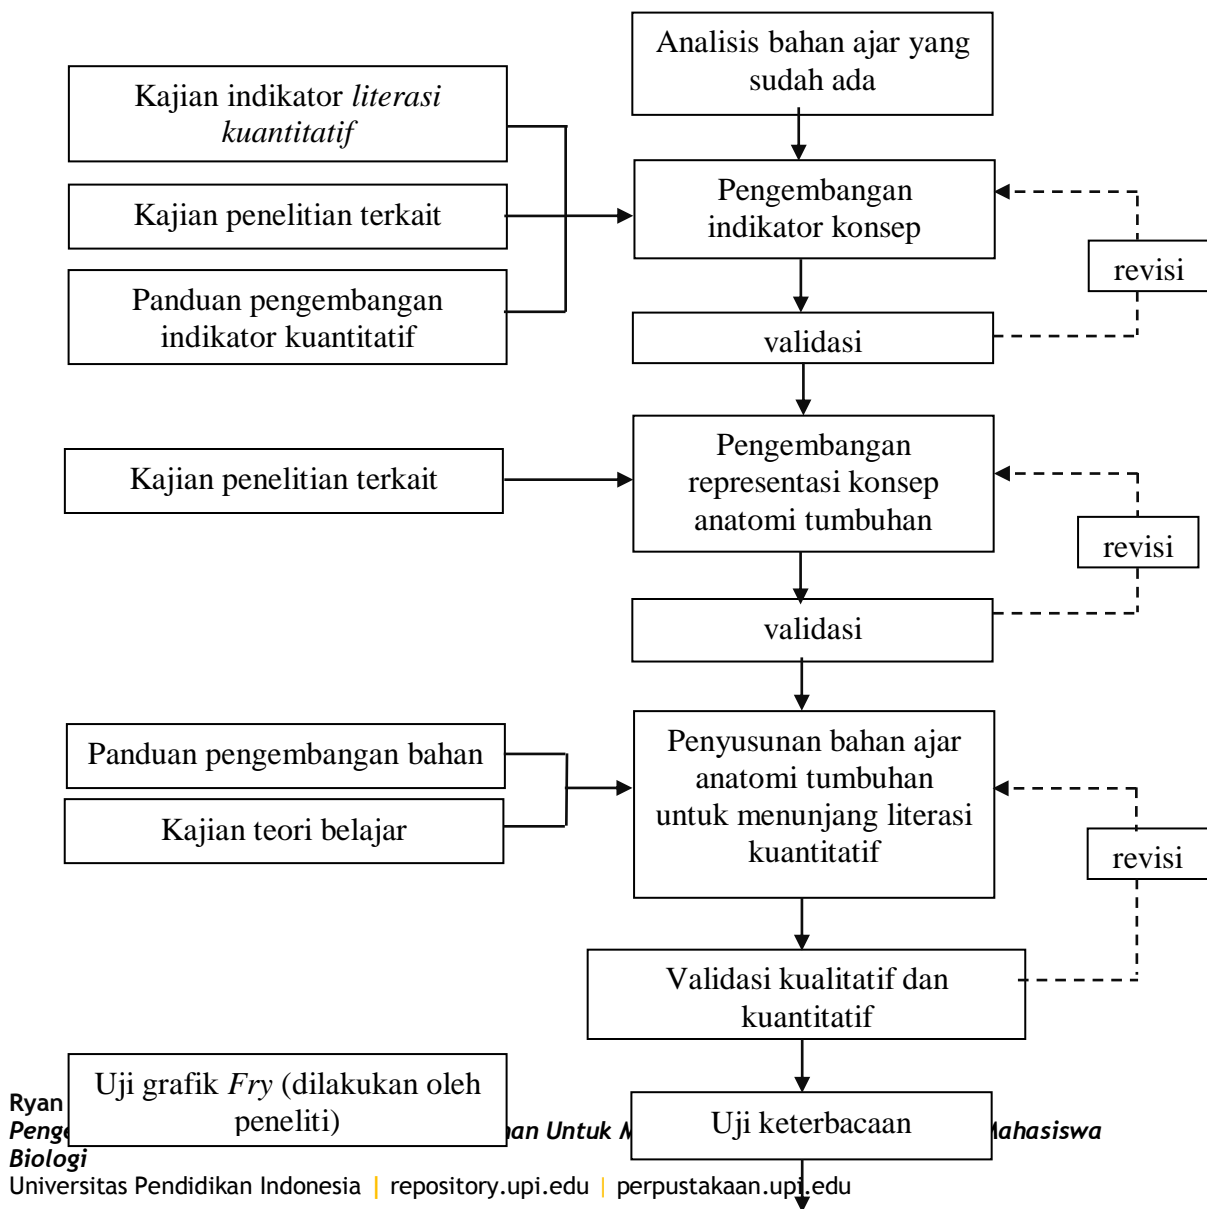 Analisis bahan ajar yang
sudah ada
Kajian indikator literasi
kuantitatif
Kajian penelitian terkait
Panduan pengembangan
indikator kuantitatif
Pengembangan
indikator konsep
revisi
validasi
Kajian penelitian terkait
Pengembangan
representasi konsep
anatomi tumbuhan
revisi
validasi
Panduan pengembangan bahan
Kajian teori belajar
Penyusunan bahan ajar
anatomi tumbuhan
untuk menunjang literasi
kuantitatif
revisi
Validasi kualitatif dan
kuantitatif
Uji grafik Fry (dilakukan oleh
peneliti)
Uji keterbacaan
Ryan
Untuk
Biologi
Universitas Pendidikan Indonesia | repository.upi.edu | perpustakaan.upi.edu